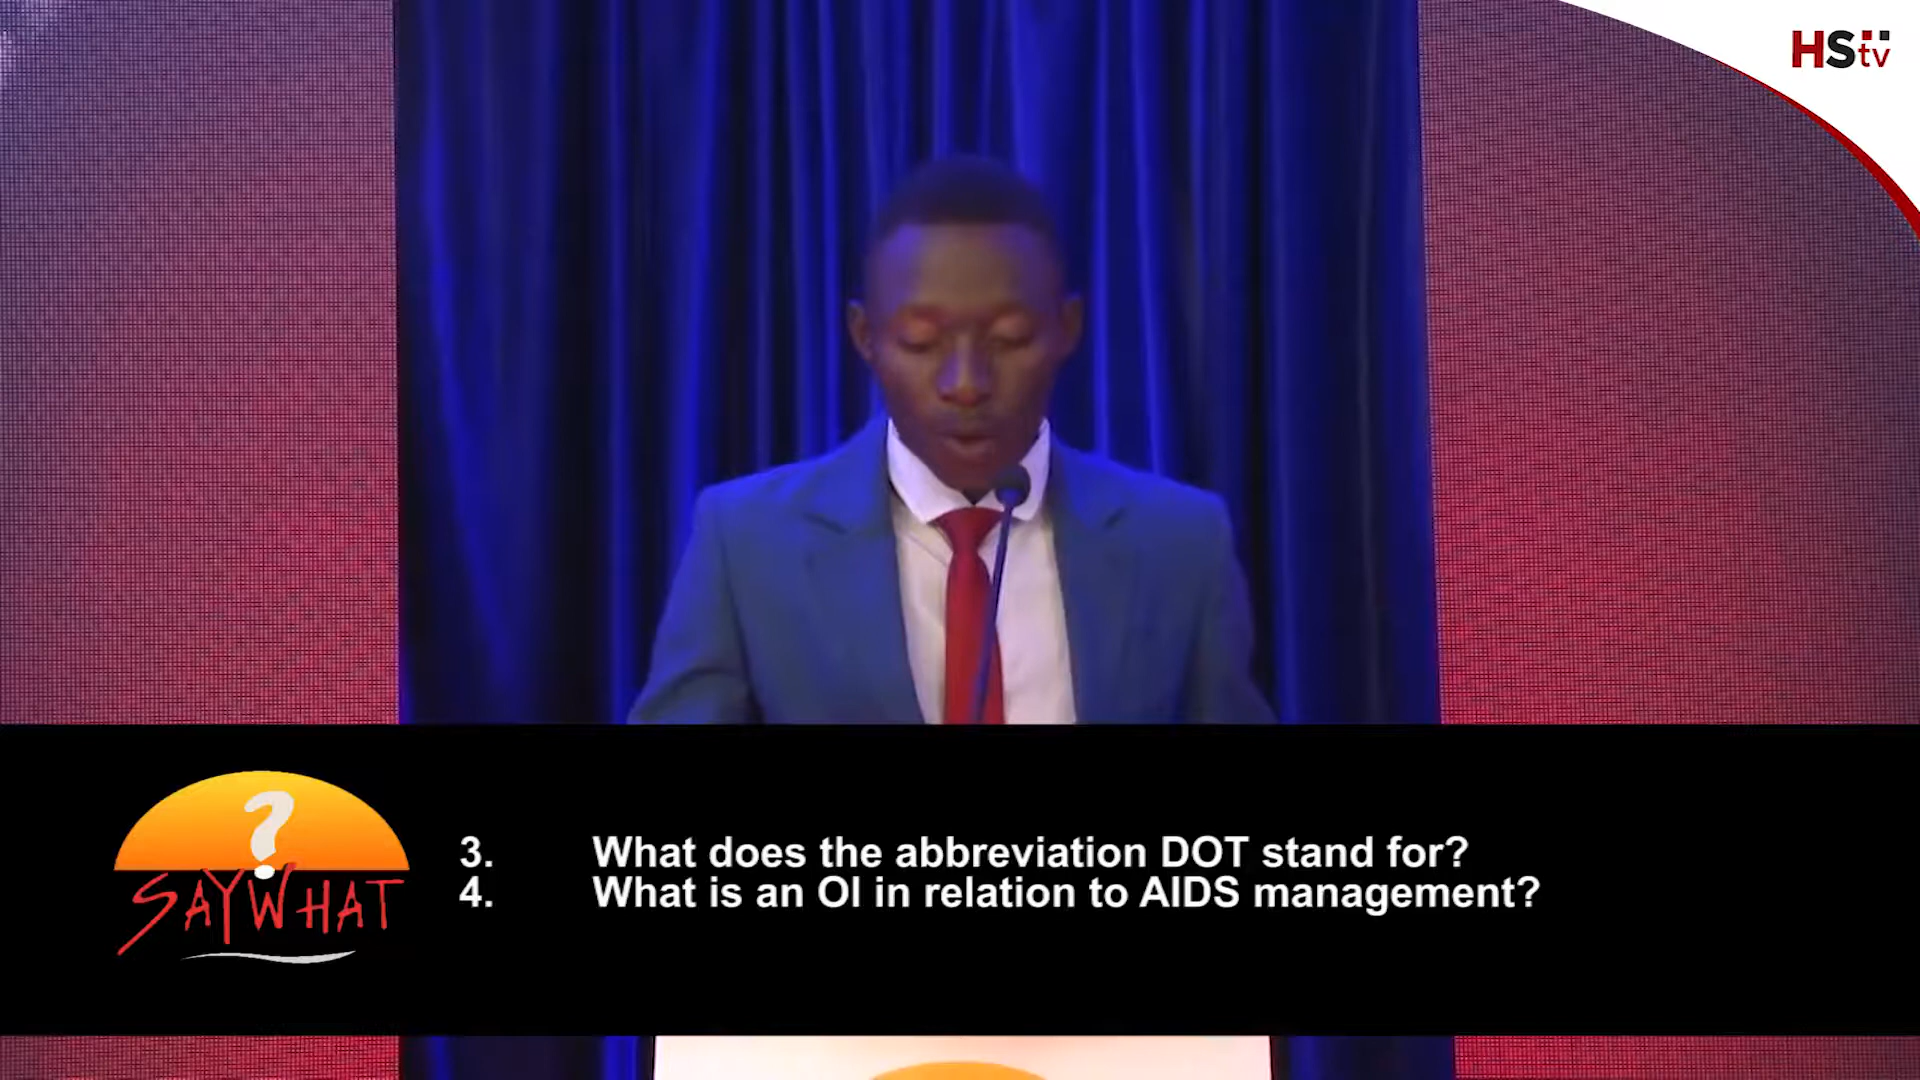 HStv
? SAYWHAT
3. What does the abbreviation DOT stand for?
4. What is an OI in relation to AIDS management?